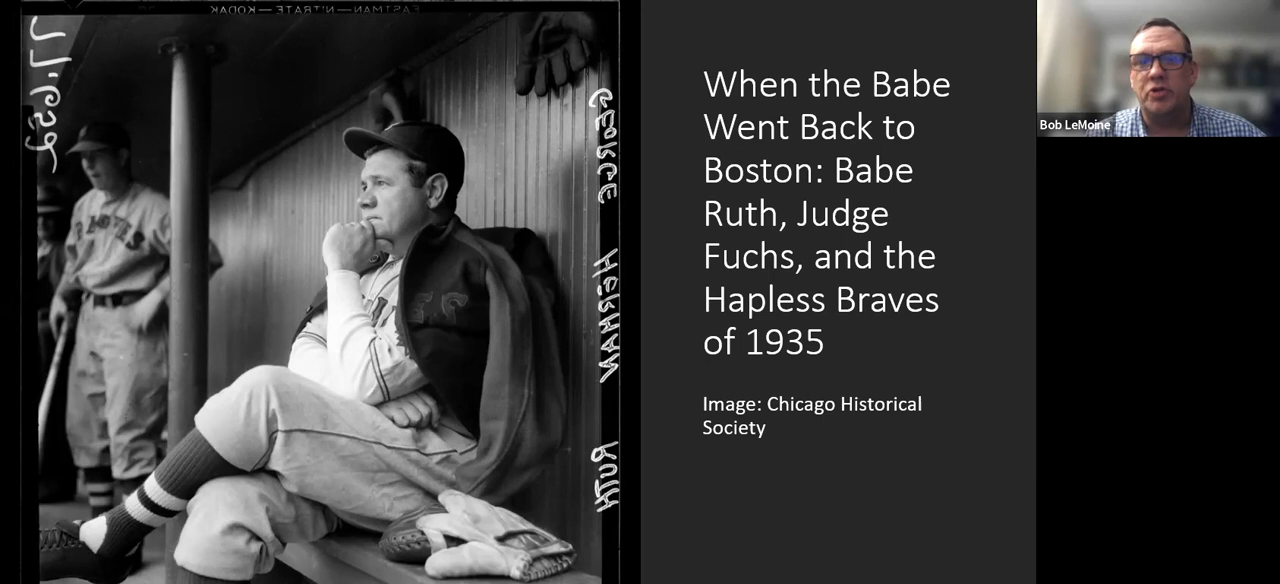 EASTMAN—NITRATE—KODAK
GEORGE HERMAN RUTH
BRAVES
When the Babe
Went Back to
Boston: Babe
Ruth, Judge
Fuchs, and the
Hapless Braves
of 1935
Image: Chicago Historical
Society
Bob LeMoine